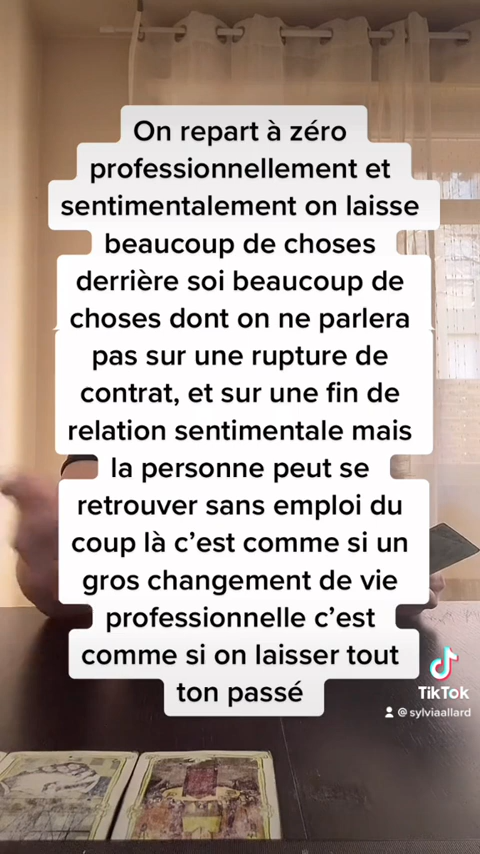 On repart à zéro
professionnellement et
sentimentalement on laisse
beaucoup de choses
derrière soi beaucoup de
choses dont on ne parlera
pas sur une rupture de
contrat, et sur une fin de
relation sentimentale mais
la personne peut se
retrouver sans emploi du
coup là c’est comme si un
gros changement de vie
professionnelle c’est
comme si on laisser tout
ton passé
TikTok
@sylviaallard